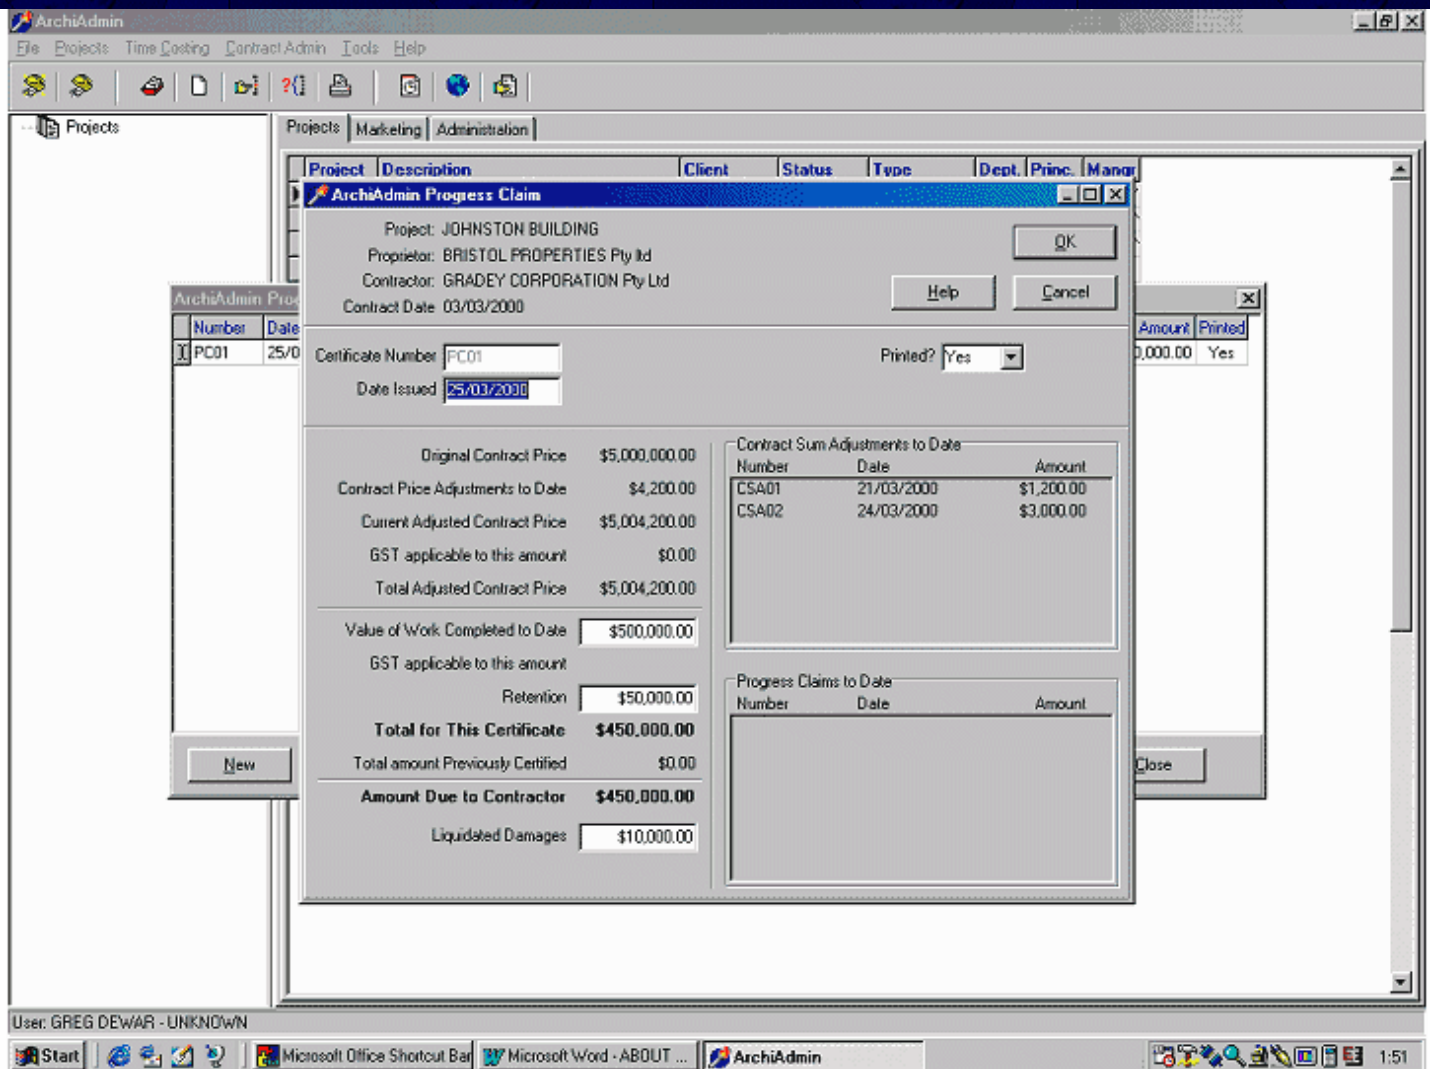 ArchiAdmin
File Projects Time Costing Contract Admin Tools Help
Projects
Projects Marketing Administration
Project Description Client Status Type Dept. Princ. Mangr
ArchiAdmin Progress Claim
Project: JOHNSTON BUILDING
Proprietor: BRISTOL PROPERTIES Pty ltd
Contractor: GRADEY CORPORATION Pty Ltd
Contract Date 03/03/2000
OK
Help Cancel
ArchiAdmin Prog
Number Date Amount Printed
PC01 25/0 0,000.00 Yes
Certificate Number PC01 Printed? Yes
Date Issued 25/03/2000
Original Contract Price $5,000,000.00
Contract Price Adjustments to Date $4,200.00
Current Adjusted Contract Price $5,004,200.00
GST applicable to this amount $0.00
Total Adjusted Contract Price $5,004,200.00
Value of Work Completed to Date $500,000.00
GST applicable to this amount
Retention $50,000.00
Total for This Certificate $450,000.00
Total amount Previously Certified $0.00
Amount Due to Contractor $450,000.00
Liquidated Damages $10,000.00
Contract Sum Adjustments to Date
Number Date Amount
CSA01 21/03/2000 $1,200.00
CSA02 24/03/2000 $3,000.00
Progress Claims to Date
Number Date Amount
New Close
User: GREG DEWAR - UNKNOWN
Start Microsoft Office Shortcut Bar Microsoft Word - ABOUT ... ArchiAdmin 1:51